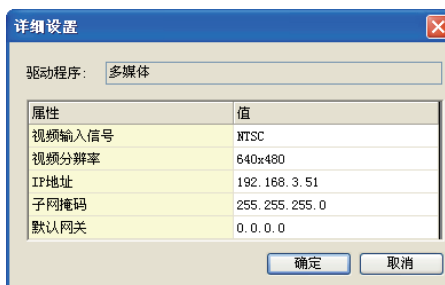 详细设置
驱动程序: 多媒体
属性 值
视频输入信号 NTSC
视频分辨率 640x480
IP地址 192.168.3.51
子网掩码 255.255.255.0
默认网关 0.0.0.0
确定 取消